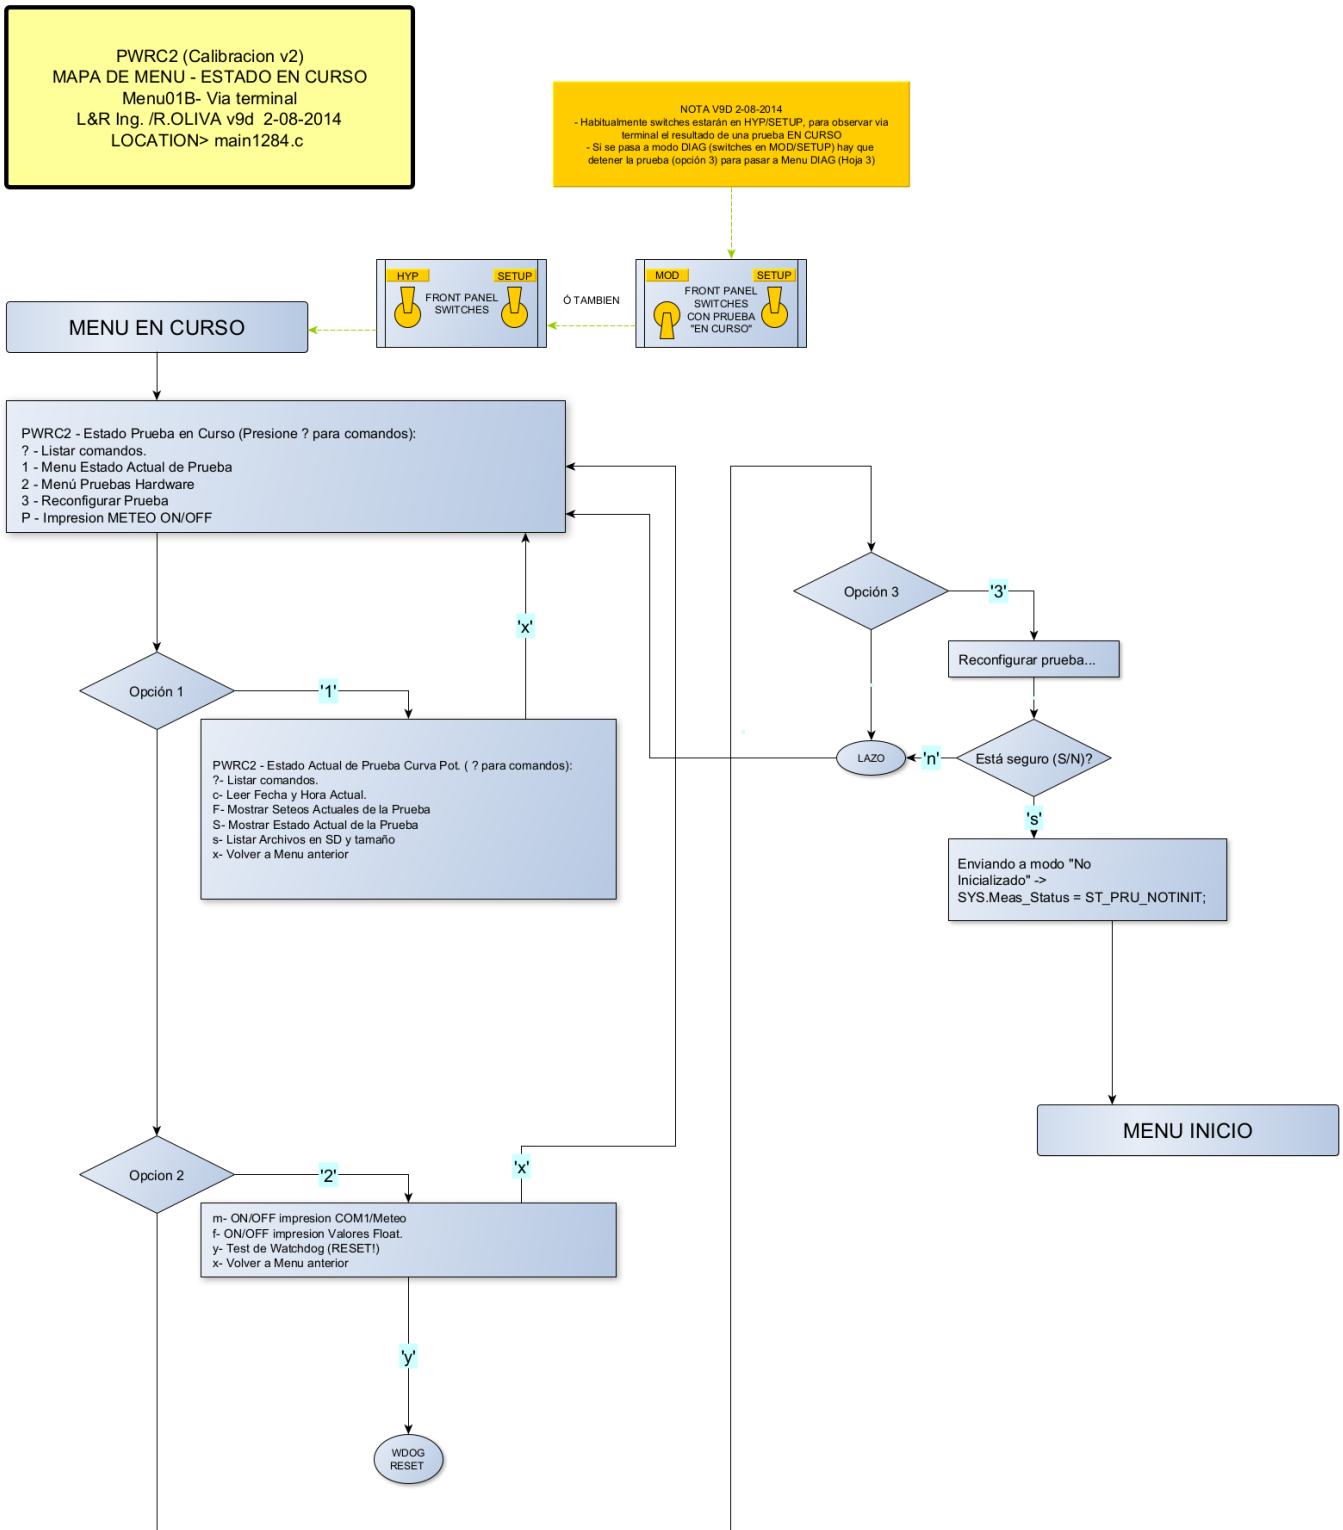 PWRC2 (Calibracion v2)
MAPA DE MENU - ESTADO EN CURSO
Menu01B- Via terminal
L&R Ing. /R.OLIVA v9d  2-08-2014
LOCATION> main1284.c
NOTA V9D 2-08-2014
- Habitualmente switches estarán en HYP/SETUP, para observar via
terminal el resultado de una prueba EN CURSO
- Si se pasa a modo DIAG (switches en MOD/SETUP) hay que
detener la prueba (opción 3) para pasar a Menu DIAG (Hoja 3)
HYP
SETUP
FRONT PANEL
SWITCHES
Ó TAMBIEN
MOD
SETUP
FRONT PANEL
SWITCHES
CON PRUEBA
"EN CURSO"
MENU EN CURSO
PWRC2 - Estado Prueba en Curso (Presione ? para comandos):
? - Listar comandos.
1 - Menu Estado Actual de Prueba
2 - Menú Pruebas Hardware
3 - Reconfigurar Prueba
P - Impresion METEO ON/OFF
'x'
Opción 1
'1'
PWRC2 - Estado Actual de Prueba Curva Pot. ( ? para comandos):
?- Listar comandos.
c- Leer Fecha y Hora Actual.
F- Mostrar Seteos Actuales de la Prueba
S- Mostrar Estado Actual de la Prueba
s- Listar Archivos en SD y tamaño
x- Volver a Menu anterior
Opcion 2
'2'
'x'
m- ON/OFF impresion COM1/Meteo
f- ON/OFF impresion Valores Float.
y- Test de Watchdog (RESET!)
x- Volver a Menu anterior
'y'
WDOG
RESET
Opción 3
'3'
Reconfigurar prueba...
LAZO
'n'
Está seguro (S/N)?
's'
Enviando a modo "No
Inicializado" ->
SYS.Meas_Status = ST_PRU_NOTINIT;
MENU INICIO